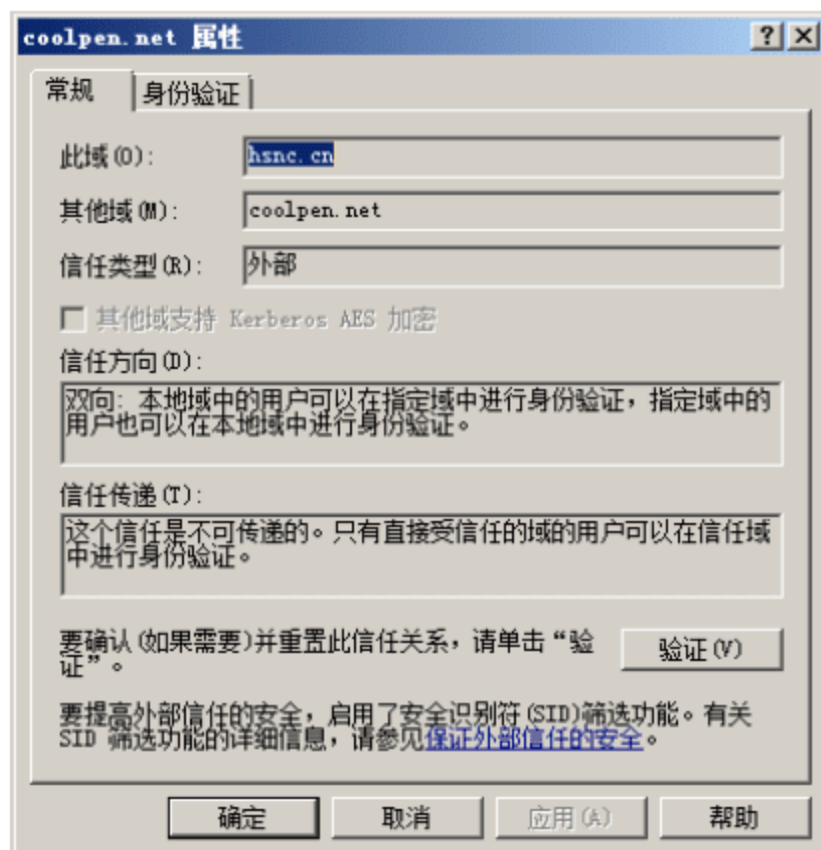 coolpen.net 属性
常规
身份验证
此域(O):
hsnc.cn
其他域(M):
coolpen.net
信任类型(R):
外部
其他域支持 Kerberos AES 加密
信任方向(D):
双向: 本地域中的用户可以在指定域中进行身份验证，指定域中的
用户也可以在本地域中进行身份验证。
信任传递(T):
这个信任是不可传递的。只有直接受信任的域的用户可以在信任域
中进行身份验证。
要确认(如果需要)并重置此信任关系，请单击“验
证”。
验证(V)
要提高外部信任的安全，启用了安全识别符(SID)筛选功能。有关
SID 筛选功能的详细信息，请参见保证外部信任的安全。
确定
取消
应用(A)
帮助